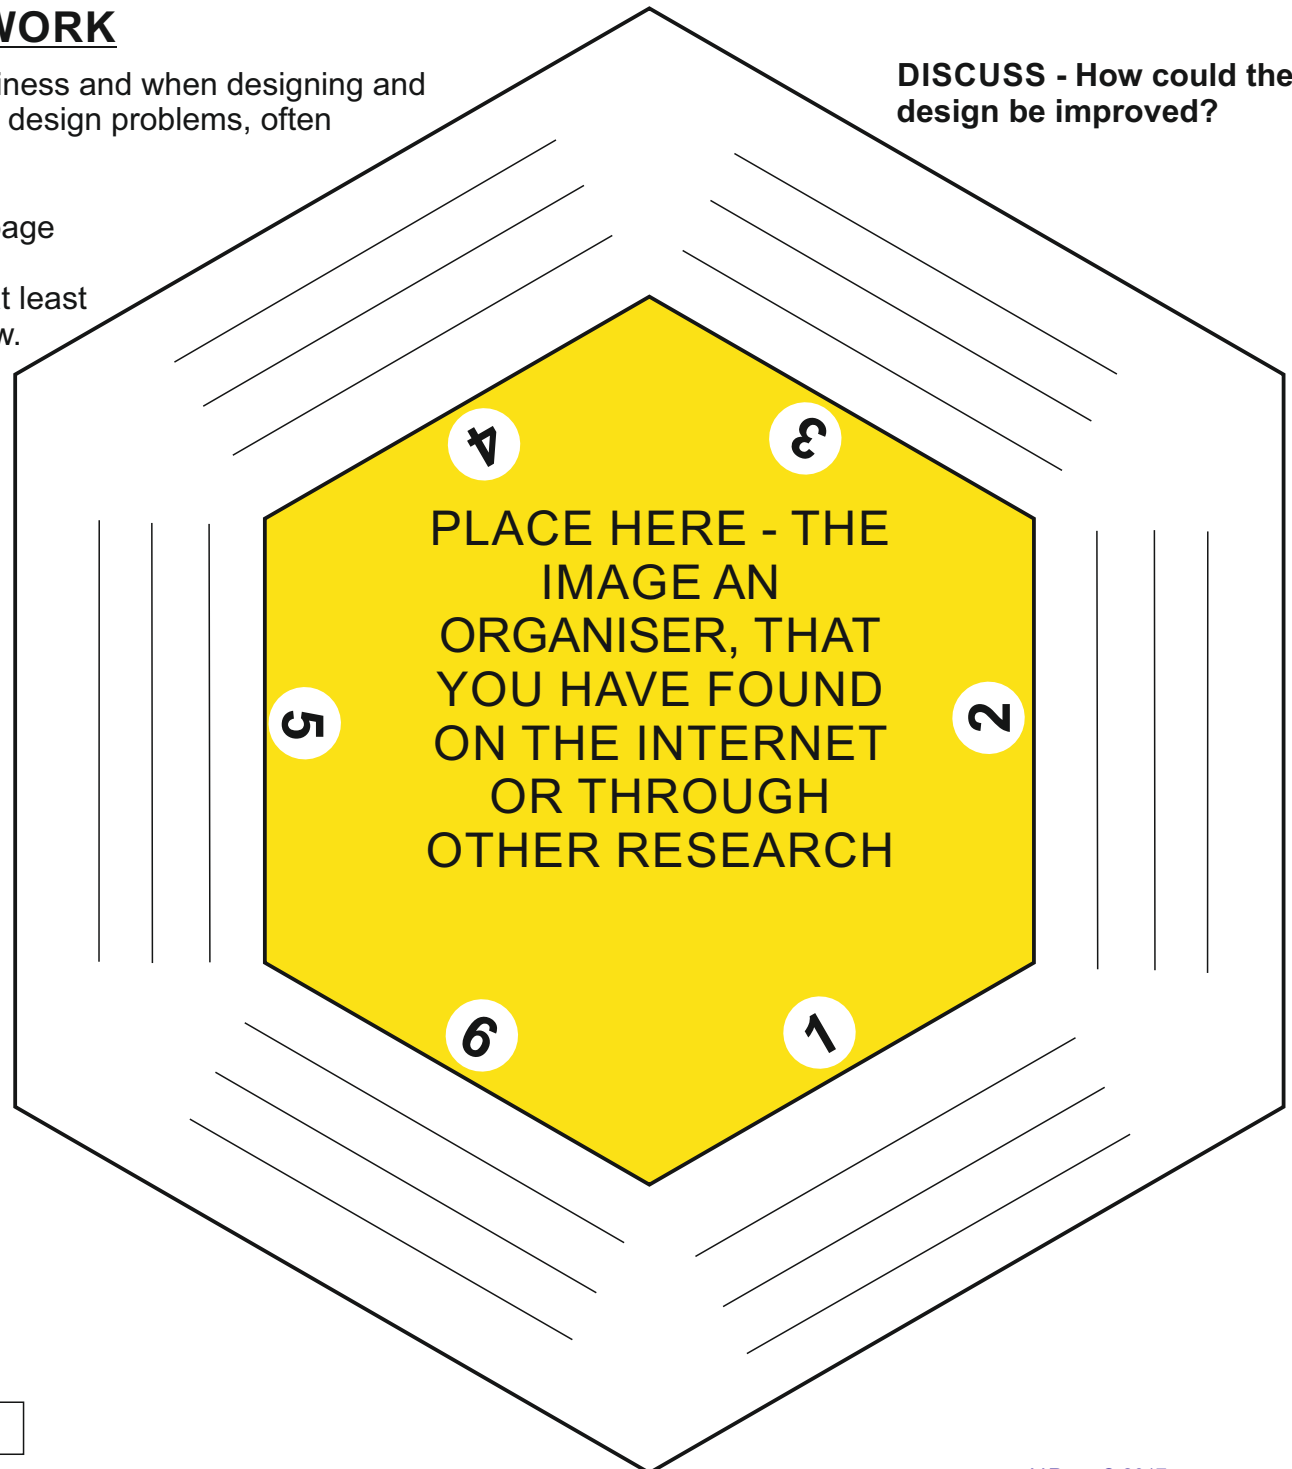 WORK
iness and when designing and
design problems, often
age
t least
w.
DISCUSS - How could the
design be improved?
4
3
PLACE HERE - THE
IMAGE AN
ORGANISER, THAT
YOU HAVE FOUND
ON THE INTERNET
OR THROUGH
OTHER RESEARCH
5
2
6
1